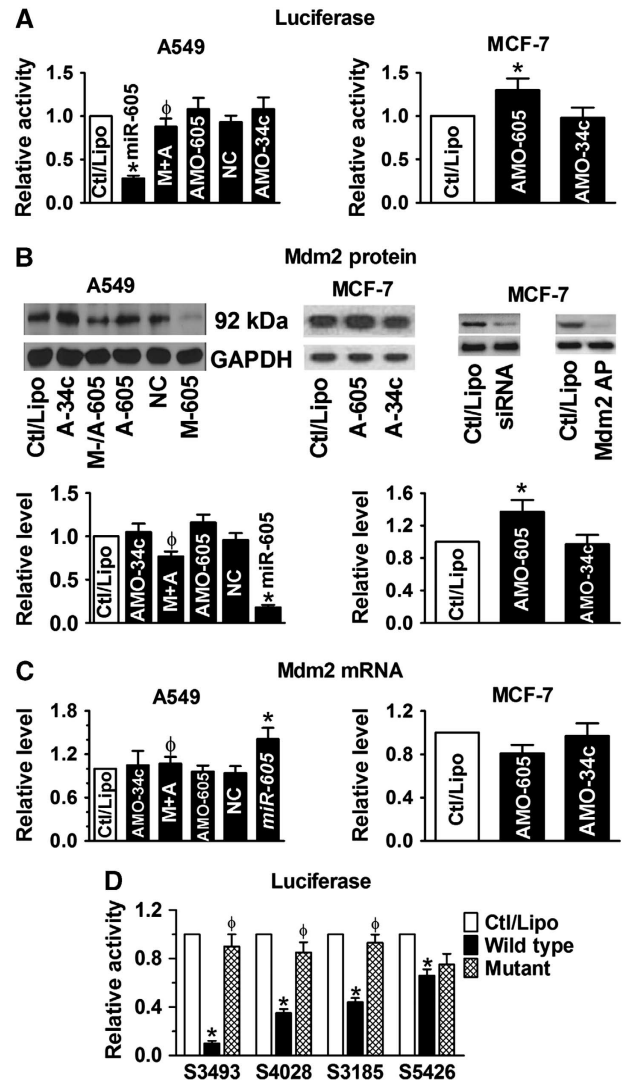 A
Luciferase
A549
MCF-7
Relative activity
1.5
1.0
0.5
0.0
Ctl/Lipo
*miR-605
ϕ
M+A
AMO-605
NC
AMO-34c
Relative activity
1.5
1.0
0.5
0.0
Ctl/Lipo
*
AMO-605
AMO-34c
B
Mdm2 protein
A549
MCF-7
MCF-7
92 kDa
GAPDH
Ctl/Lipo
A-34c
M-/A-605
A-605
NC
M-605
Ctl/Lipo
A-605
A-34c
Ctl/Lipo
siRNA
Ctl/Lipo
Mdm2 AP
Relative level
1.5
1.0
0.5
0.0
Ctl/Lipo
AMO-34c
ϕ
M+A
AMO-605
NC
*miR-605
Relative level
1.6
1.2
0.8
0.4
0.0
Ctl/Lipo
*
AMO-605
AMO-34c
C
Mdm2 mRNA
A549
MCF-7
Relative level
1.8
1.2
0.6
0.0
Ctl/Lipo
AMO-34c
ϕ
M+A
AMO-605
NC
*
miR-605
Relative level
1.2
0.8
0.4
0.0
Ctl/Lipo
AMO-605
AMO-34c
D
Luciferase
Relative activity
1.2
0.8
0.4
0.0
*
ϕ
*
ϕ
*
ϕ
*
S3493
S4028
S3185
S5426
Ctl/Lipo
Wild type
Mutant